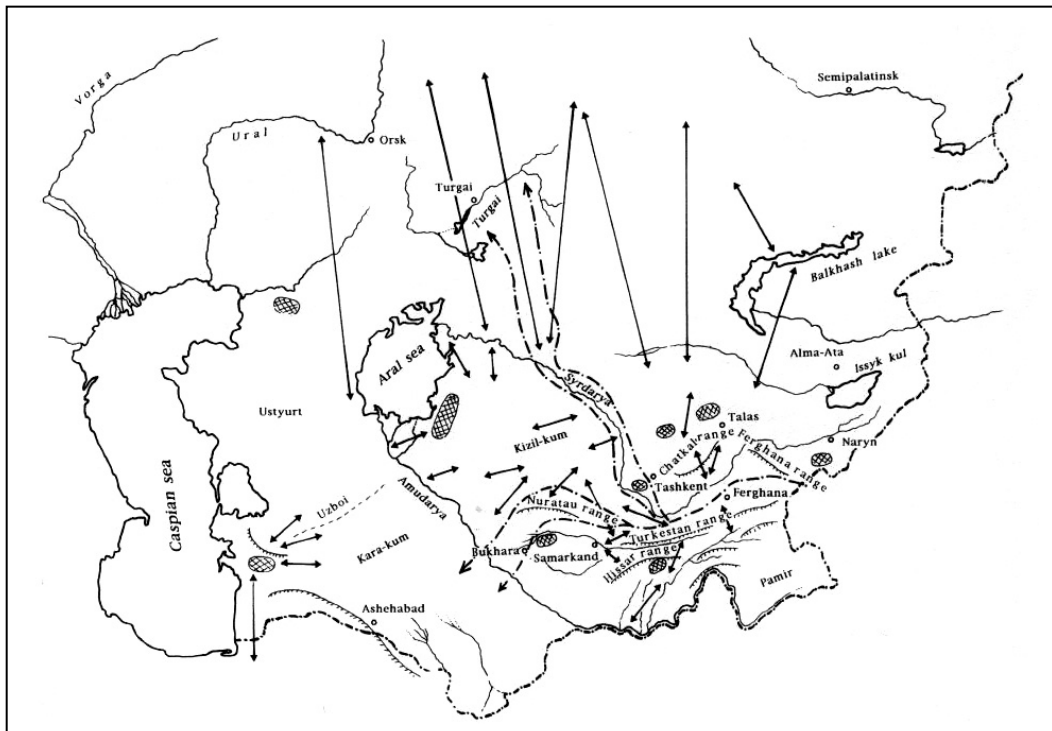 Vorga
Semipalatinsk
Ural
Orsk
Turgai
Turgai
Balkhash lake
Aral sea
Alma-Ata
Issyk kul
Syrdarya
Ustyurt
Talas
Kizil-kum
Naryn
Chatkal range
Ferghana range
Caspian sea
Tashkent
Amudarya
Ferghana
Uzboi
Nuratau range
Turkestan range
Kara-kum
Bukhara
Samarkand
Hissar range
Pamir
Ashehabad